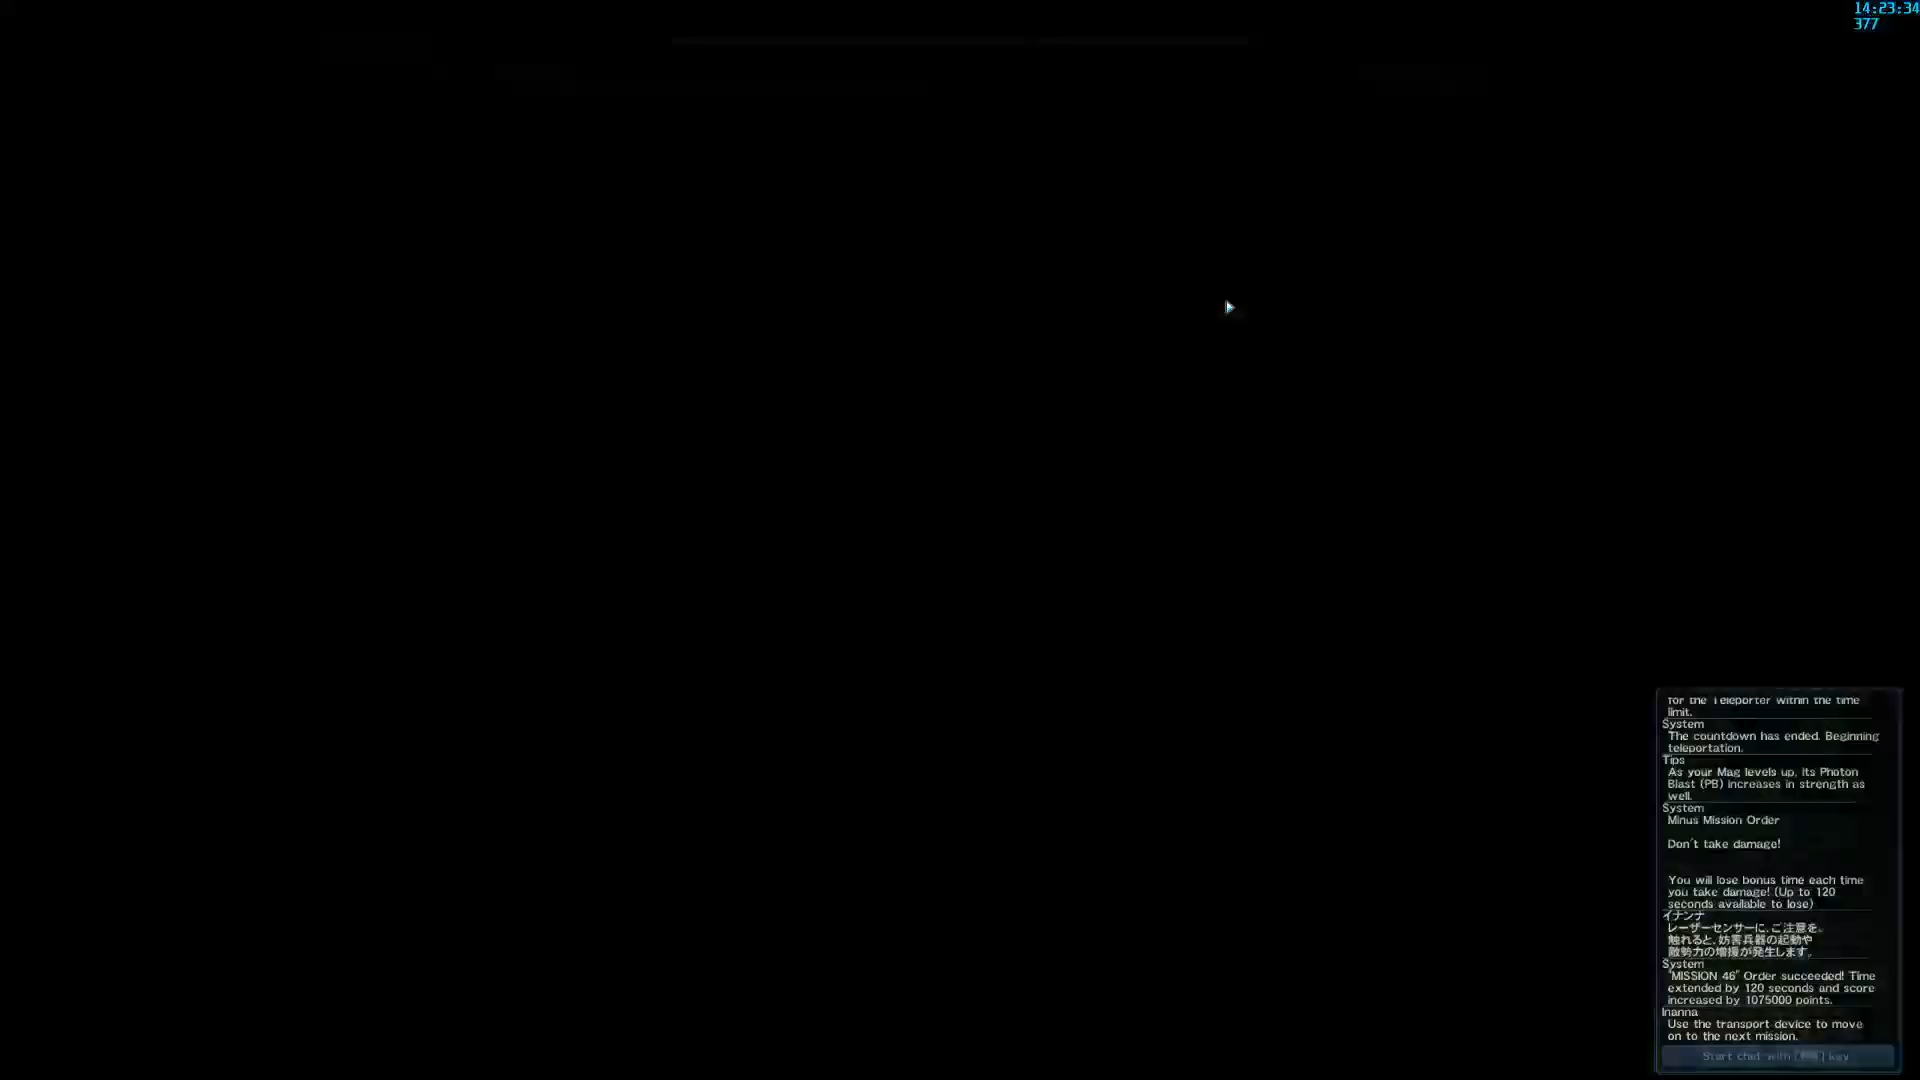 14:23:34
377
for the Teleporter within the time
limit.
System
The countdown has ended. Beginning
teleportation.
Tips
As your Mag levels up, its Photon
Blast (PB) increases in strength as
well.
System
Minus Mission Order
Don't take damage!
You will lose bonus time each time
you take damage! (Up to 120
seconds available to lose)
イナンナ
レーザーセンサーに、ご注意を。
触れると、妨害兵器の起動や
敵勢力の増援が発生します。
System
"MISSION 46" Order succeeded! Time
extended by 120 seconds and score
increased by 1075000 points.
Inanna
Use the transport device to move
on to the next mission.
Start chat with [ ] key